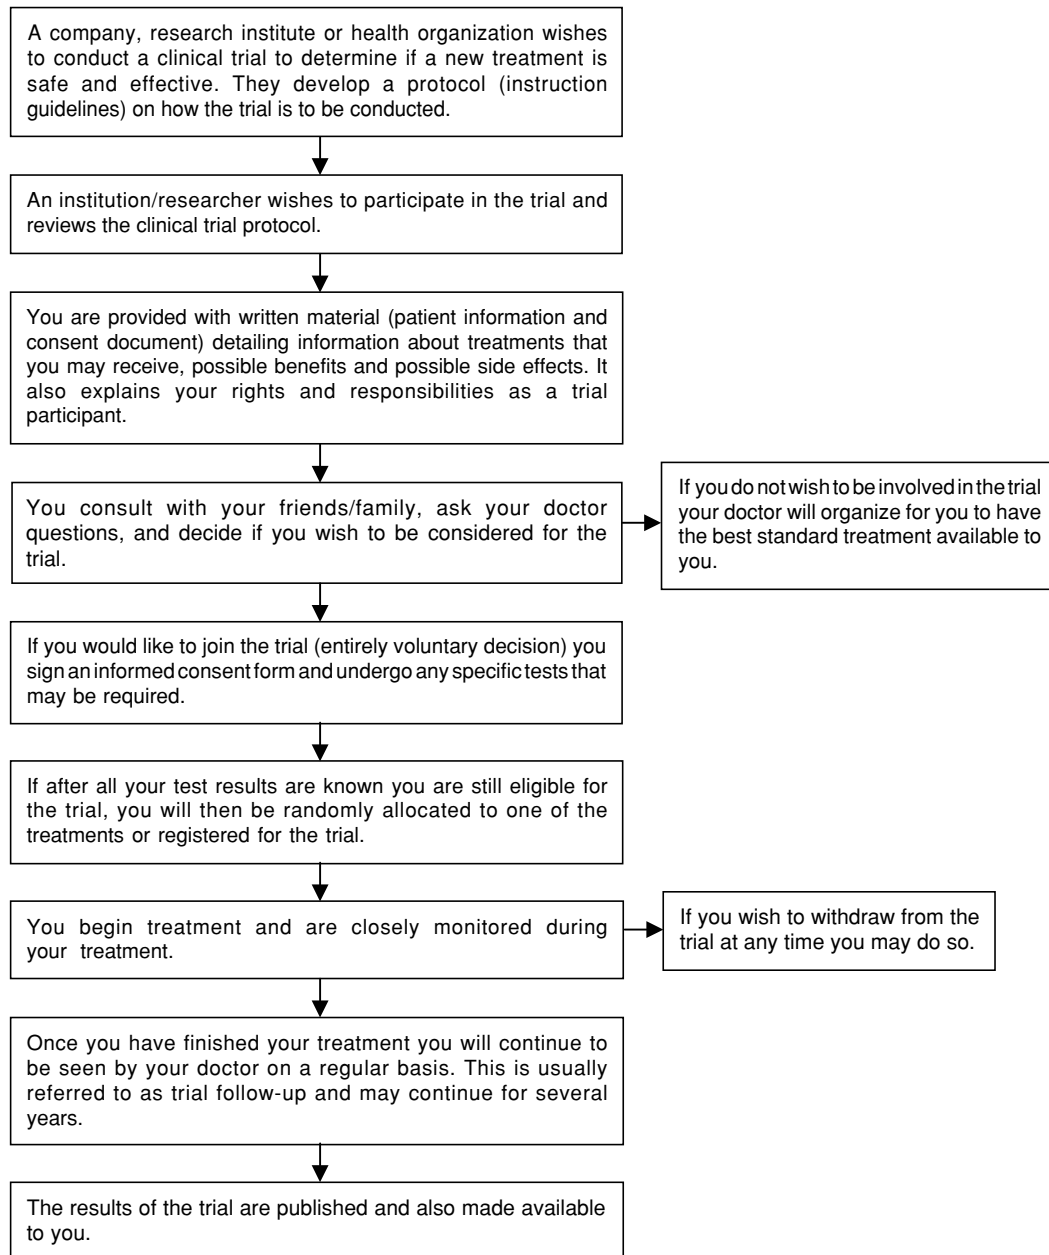 A company, research institute or health organization wishes
to conduct a clinical trial to determine if a new treatment is
safe and effective. They develop a protocol (instruction
guidelines) on how the trial is to be conducted.
An institution/researcher wishes to participate in the trial and
reviews the clinical trial protocol.
You are provided with written material (patient information and
consent document) detailing information about treatments that
you may receive, possible benefits and possible side effects. It
also explains your rights and responsibilities as a trial
participant.
You consult with your friends/family, ask your doctor
questions, and decide if you wish to be considered for the
trial.
If you do not wish to be involved in the trial
your doctor will organize for you to have
the best standard treatment available to
you.
If you would like to join the trial (entirely voluntary decision) you
sign an informed consent form and undergo any specific tests that
may be required.
If after all your test results are known you are still eligible for
the trial, you will then be randomly allocated to one of the
treatments or registered for the trial.
You begin treatment and are closely monitored during
your treatment.
If you wish to withdraw from the
trial at any time you may do so.
Once you have finished your treatment you will continue to
be seen by your doctor on a regular basis. This is usually
referred to as trial follow-up and may continue for several
years.
The results of the trial are published and also made available
to you.